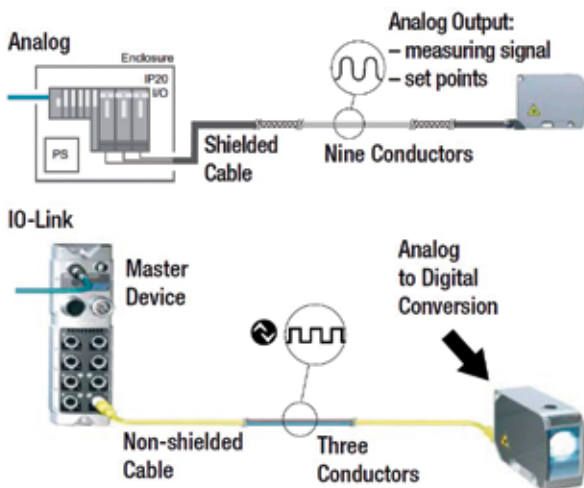 Analog
Enclosure
IP20
I/O
PS
Shielded
Cable
Nine Conductors
Analog Output:
– measuring signal
– set points
IO-Link
Master
Device
Non-shielded
Cable
Three
Conductors
Analog
to Digital
Conversion